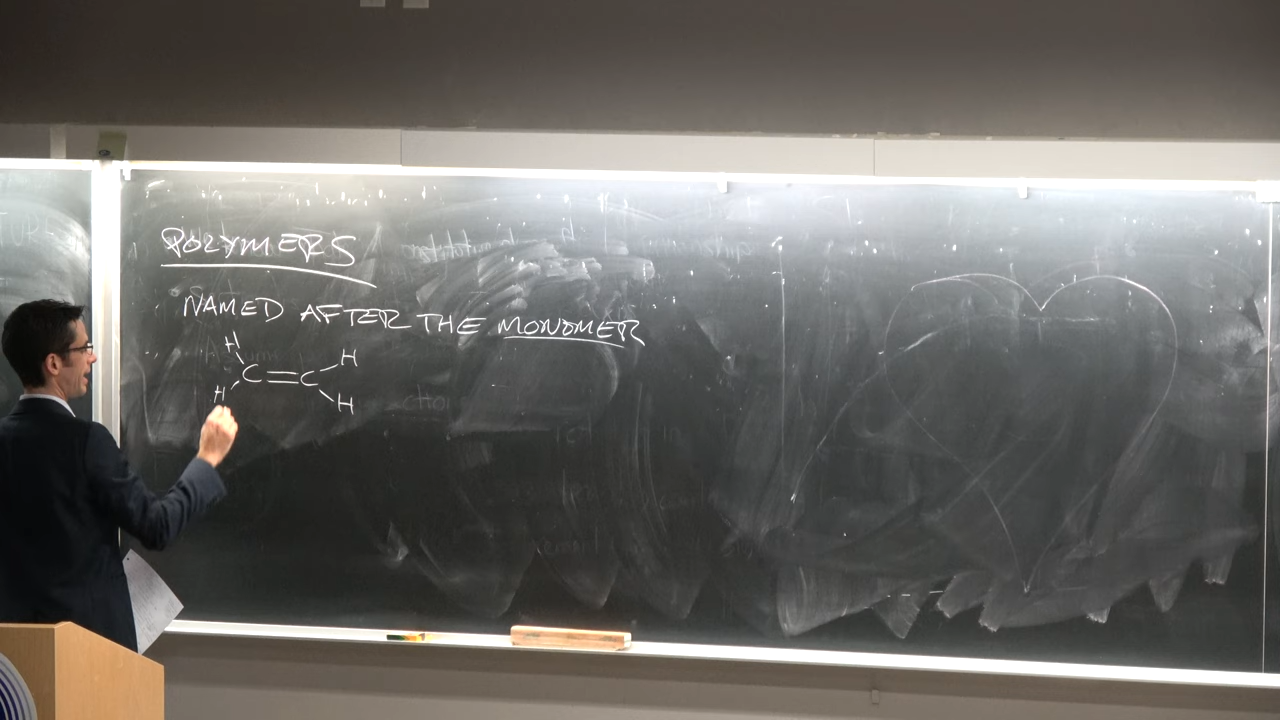 POLYMERS
NAMED AFTER THE MONOMER
H H
C=C
H H